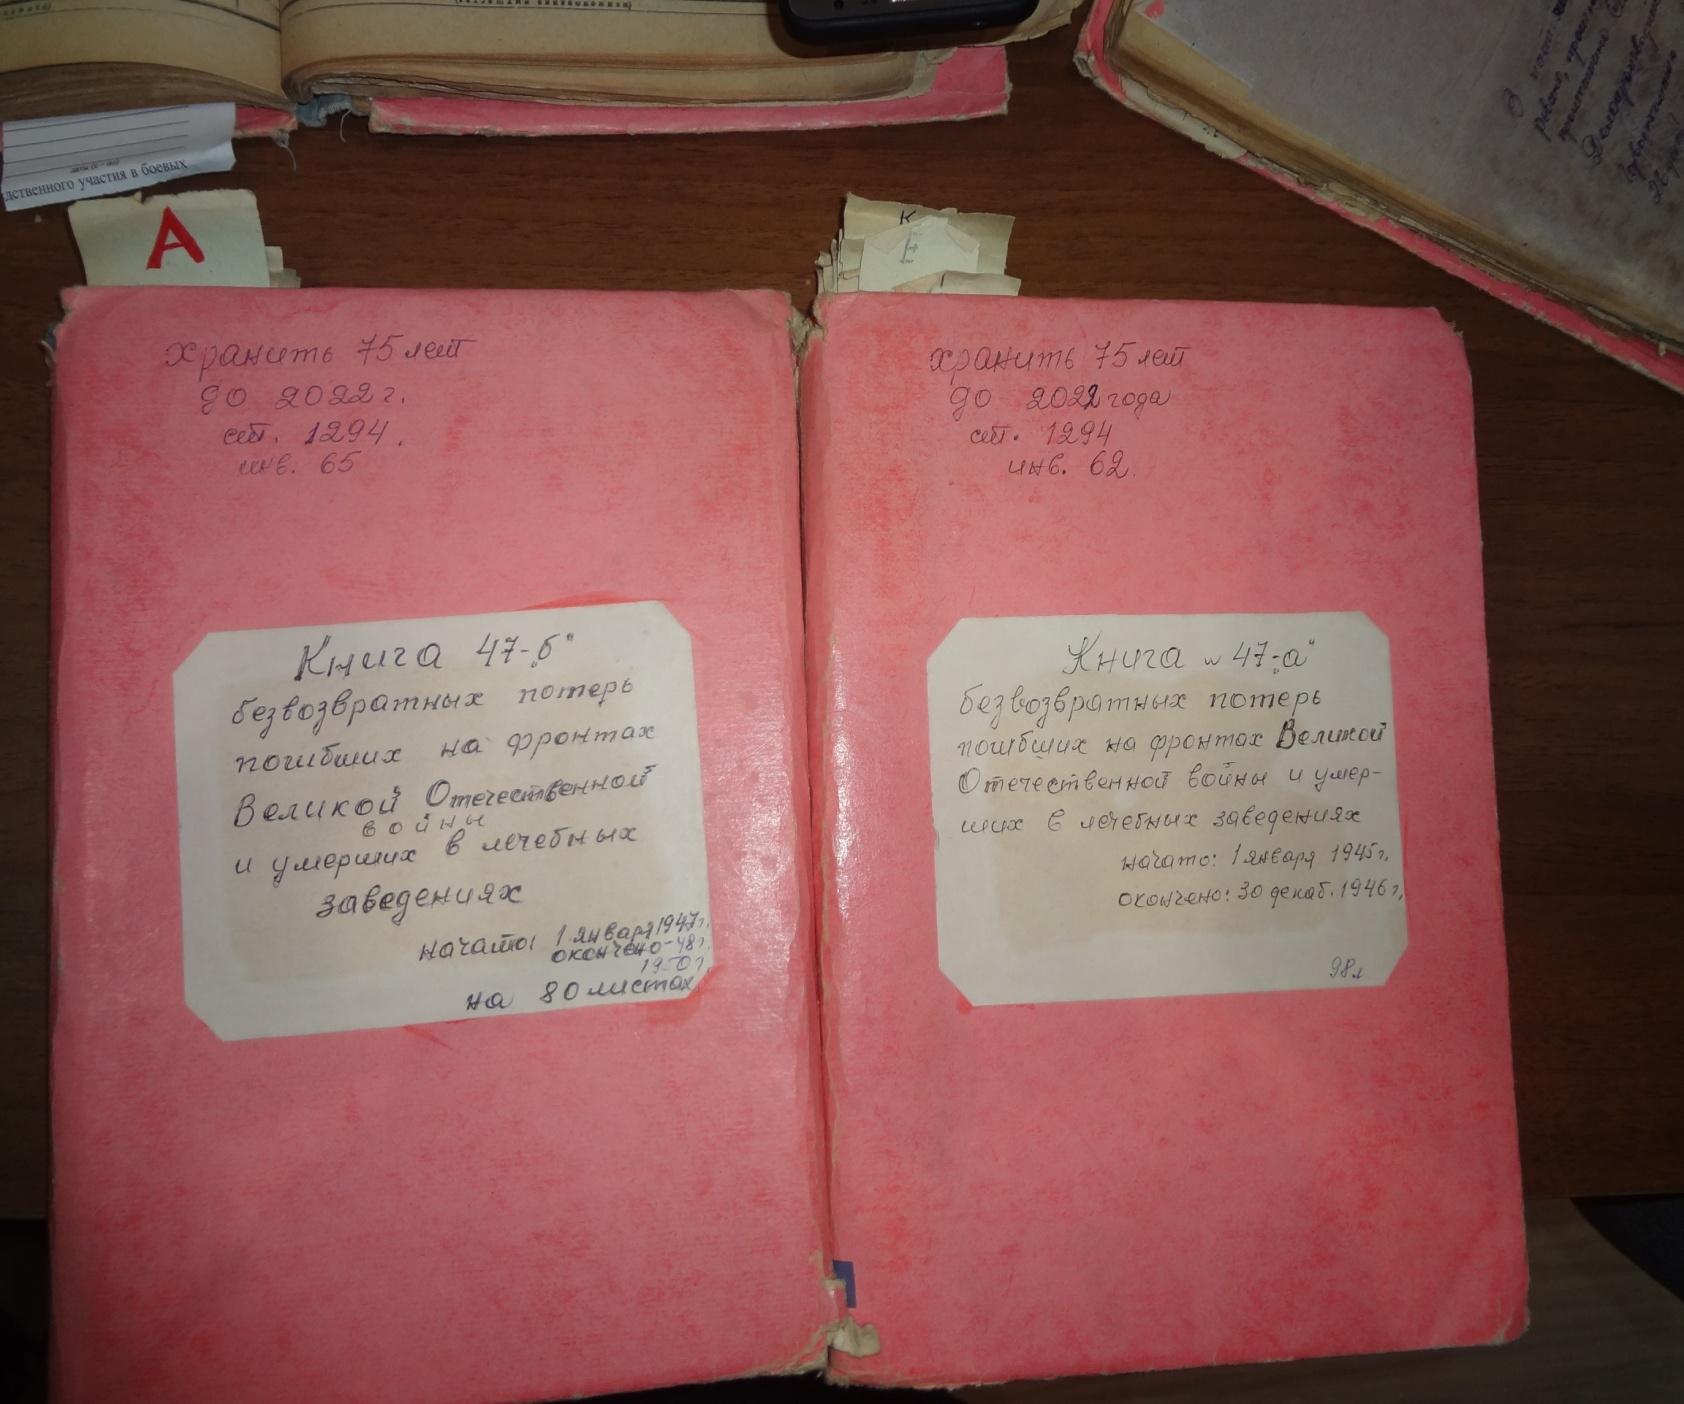 дственного участия в боевых
А
К
Хранить 75 лет
до 2022 г.
ст. 1294.
инв. 65
Книга 47-„б"
безвозвратных потерь
погибших на фронтах
Великой Отечественной
войны
и умерших в лечебных
заведениях
начато: 1 января 1947 г.
окончено - 48 г.
1950 г.
на 80 листах
хранить 75 лет
до 2022 года
ст. 1294
инв. 62
Книга 47-„а"
безвозвратных потерь
погибших на фронтах Великой
Отечественной войны и умер-
ших в лечебных заведениях
начато: 1 января 1945 г.
окончено: 30 декаб. 1946 г.
98 л